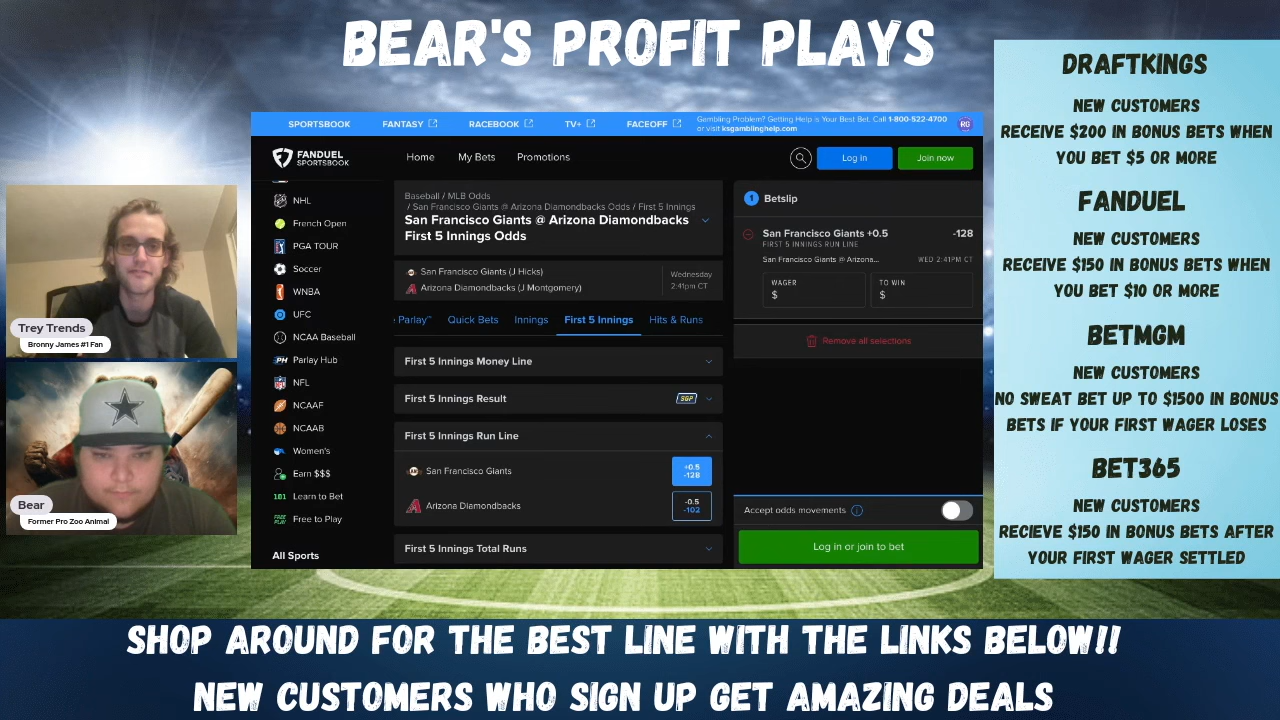 BEAR'S PROFIT PLAYS
SPORTSBOOK
FANTASY
RACEBOOK
TV+
FACEOFF
Gambling Problem? Getting Help is Your Best Bet. Call 1-800-522-4700
or visit ksgamblinghelp.com
RG
FANDUEL
SPORTSBOOK
Home
My Bets
Promotions
Log in
Join now
NHL
French Open
PGA TOUR
Soccer
WNBA
UFC
NCAA Baseball
PH
Parlay Hub
NFL
NCAAF
NCAAB
Women's
Earn $$$
101
Learn to Bet
FREE PLAY
Free to Play
All Sports
Baseball / MLB Odds
/ San Francisco Giants @ Arizona Diamondbacks Odds / First 5 Innings
San Francisco Giants @ Arizona Diamondbacks
First 5 Innings Odds
San Francisco Giants (J Hicks)
Arizona Diamondbacks (J Montgomery)
Wednesday
2:41pm CT
e Parlay™
Quick Bets
Innings
First 5 Innings
Hits & Runs
First 5 Innings Money Line
First 5 Innings Result
SGP
First 5 Innings Run Line
San Francisco Giants
+0.5
-128
Arizona Diamondbacks
-0.5
-102
First 5 Innings Total Runs
1
Betslip
San Francisco Giants +0.5
-128
FIRST 5 INNINGS RUN LINE
San Francisco Giants @ Arizona...
WED 2:41PM CT
WAGER
$
TO WIN
$
Remove all selections
Accept odds movements
Log in or join to bet
Trey Trends
Bronny James #1 Fan
Bear
Former Pro Zoo Animal
DRAFTKINGS
NEW CUSTOMERS
RECEIVE $200 IN BONUS BETS WHEN
YOU BET $5 OR MORE
FANDUEL
NEW CUSTOMERS
RECEIVE $150 IN BONUS BETS WHEN
YOU BET $10 OR MORE
BETMGM
NEW CUSTOMERS
NO SWEAT BET UP TO $1500 IN BONUS
BETS IF YOUR FIRST WAGER LOSES
BET365
NEW CUSTOMERS
RECIEVE $150 IN BONUS BETS AFTER
YOUR FIRST WAGER SETTLED
SHOP AROUND FOR THE BEST LINE WITH THE LINKS BELOW!!
NEW CUSTOMERS WHO SIGN UP GET AMAZING DEALS